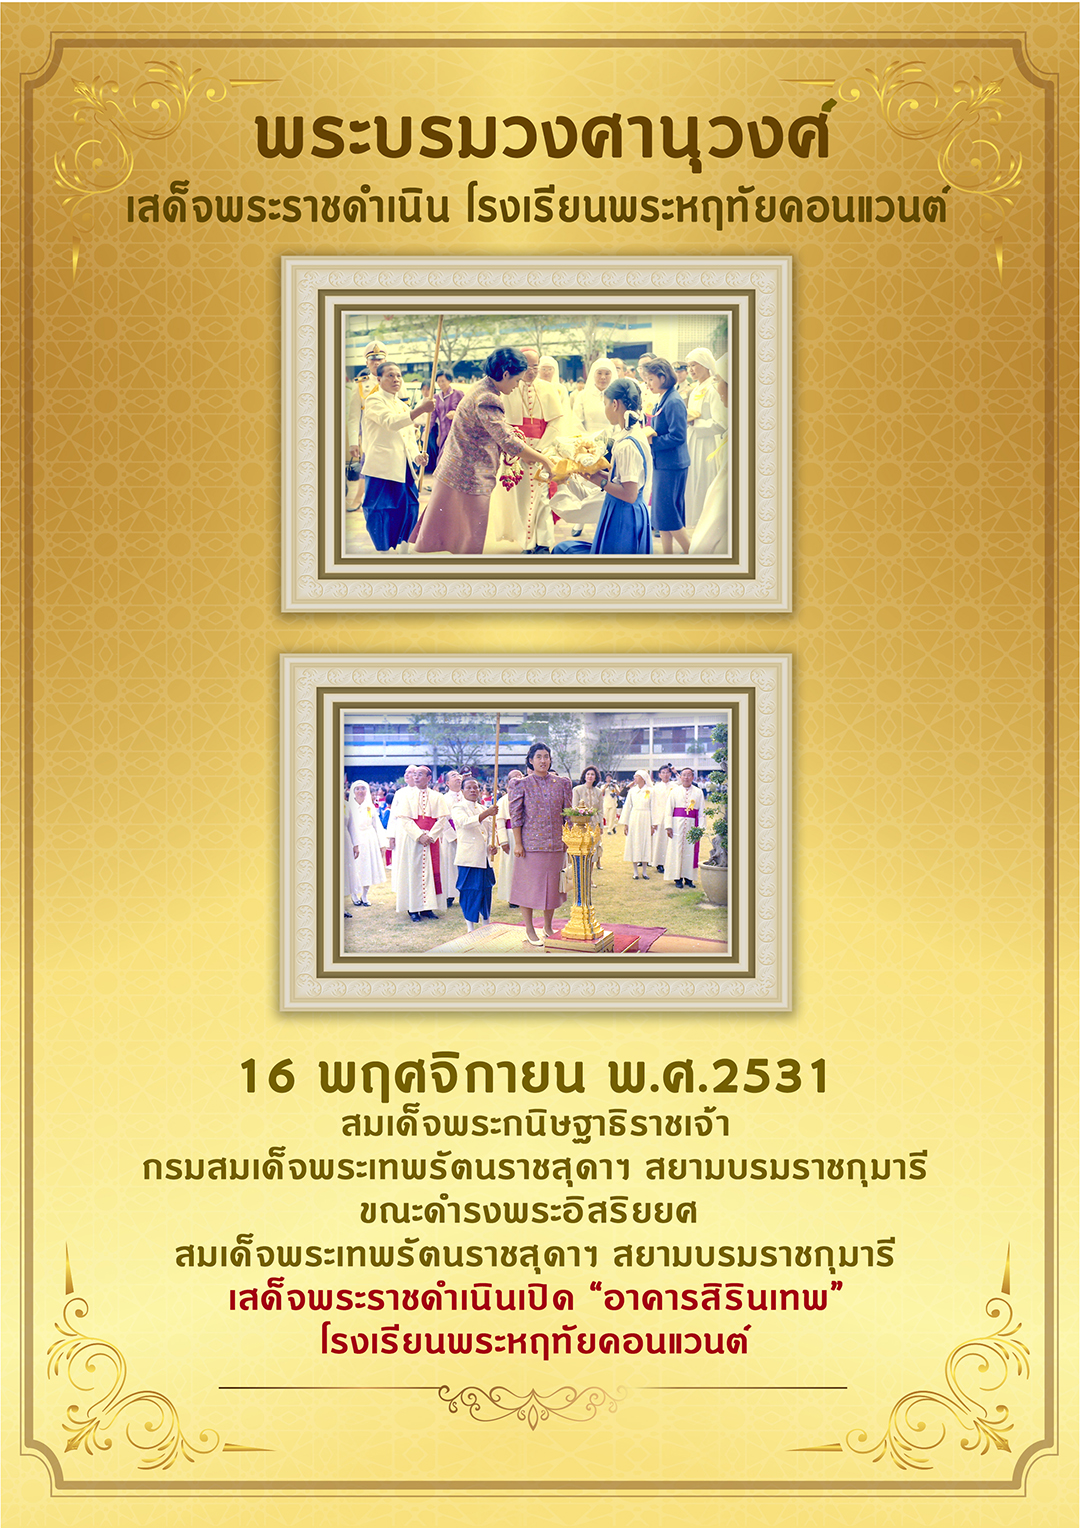 พระบรมวงศานุวงศ์
เสด็จพระราชดำเนิน โรงเรียนพระหฤทัยคอนแวนต์
16 พฤศจิกายน พ.ศ.2531
สมเด็จพระกนิษฐาธิราชเจ้า
กรมสมเด็จพระเทพรัตนราชสุดาฯ สยามบรมราชกุมารี
ขณะดำรงพระอิสริยยศ
สมเด็จพระเทพรัตนราชสุดาฯ สยามบรมราชกุมารี
เสด็จพระราชดำเนินเปิด “อาคารสิรินเทพ”
โรงเรียนพระหฤทัยคอนแวนต์